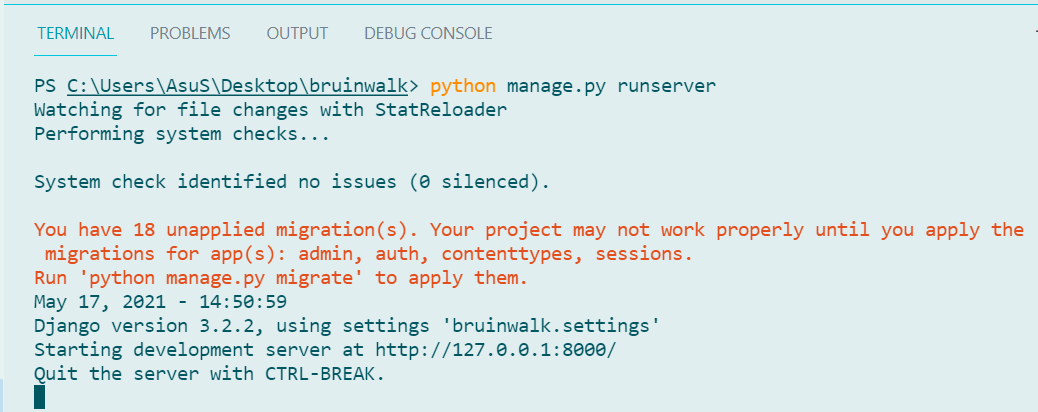 TERMINAL PROBLEMS OUTPUT DEBUG CONSOLE
PS C:\Users\AsuS\Desktop\bruinwalk> python manage.py runserver
Watching for file changes with StatReloader
Performing system checks...
System check identified no issues (0 silenced).
You have 18 unapplied migration(s). Your project may not work properly until you apply the
migrations for app(s): admin, auth, contenttypes, sessions.
Run 'python manage.py migrate' to apply them.
May 17, 2021 - 14:50:59
Django version 3.2.2, using settings 'bruinwalk.settings'
Starting development server at http://127.0.0.1:8000/
Quit the server with CTRL-BREAK.